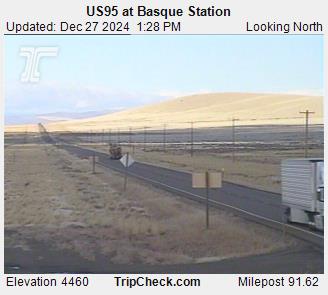 US95 at Basque Station
Updated: Dec 27 2024 1:28 PM Looking North
Elevation 4460 TripCheck.com Milepost 91.62